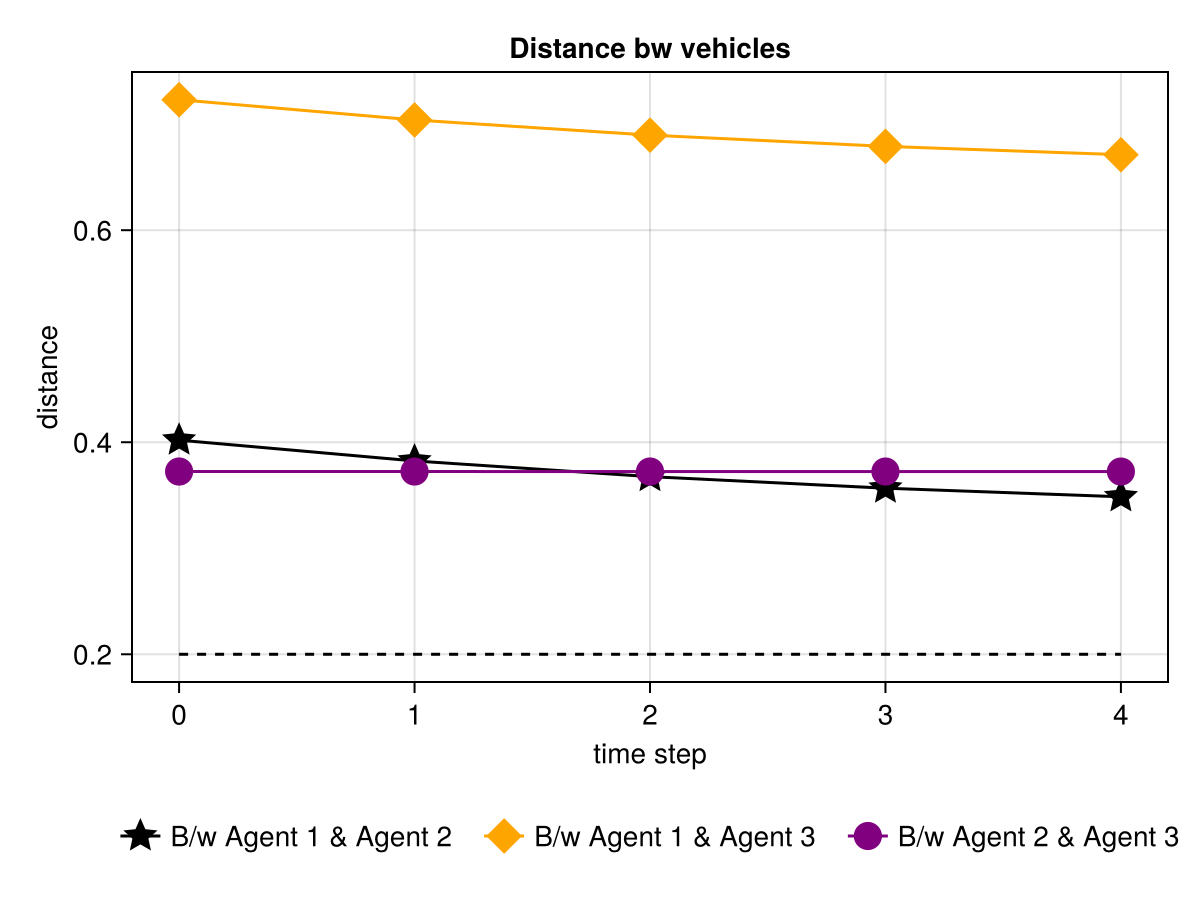 Distance bw vehicles
distance
0.6
0.4
0.2
0 1 2 3 4
time step
B/w Agent 1 & Agent 2 B/w Agent 1 & Agent 3 B/w Agent 2 & Agent 3